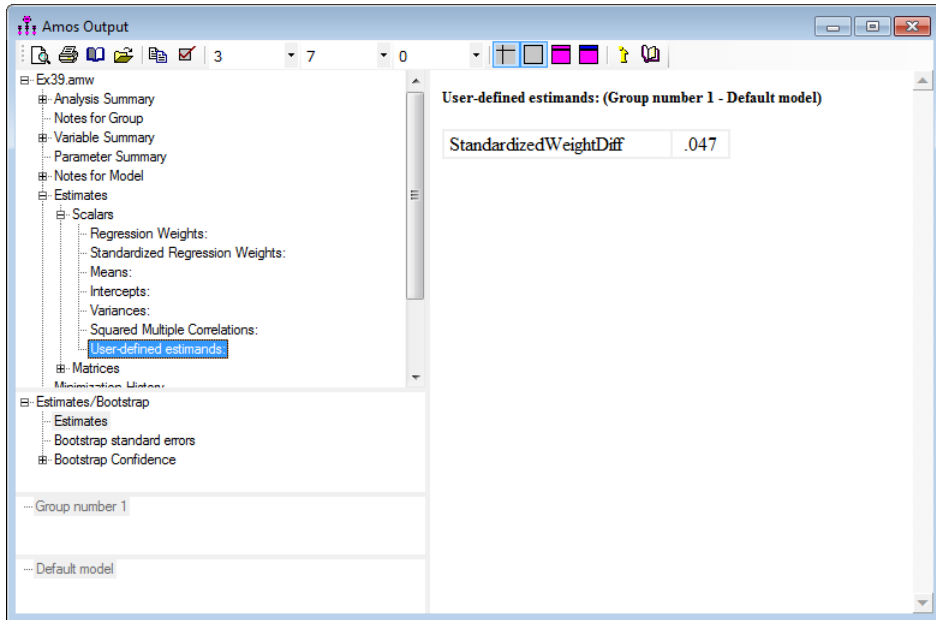 Amos Output
3 7 0
Ex39.amw
Analysis Summary
Notes for Group
Variable Summary
Parameter Summary
Notes for Model
Estimates
Scalars
Regression Weights:
Standardized Regression Weights:
Means:
Intercepts:
Variances:
Squared Multiple Correlations:
User-defined estimands:
Matrices
Minimization History
Estimates/Bootstrap
Estimates
Bootstrap standard errors
Bootstrap Confidence
Group number 1
Default model
User-defined estimands: (Group number 1 - Default model)
StandardizedWeightDiff .047